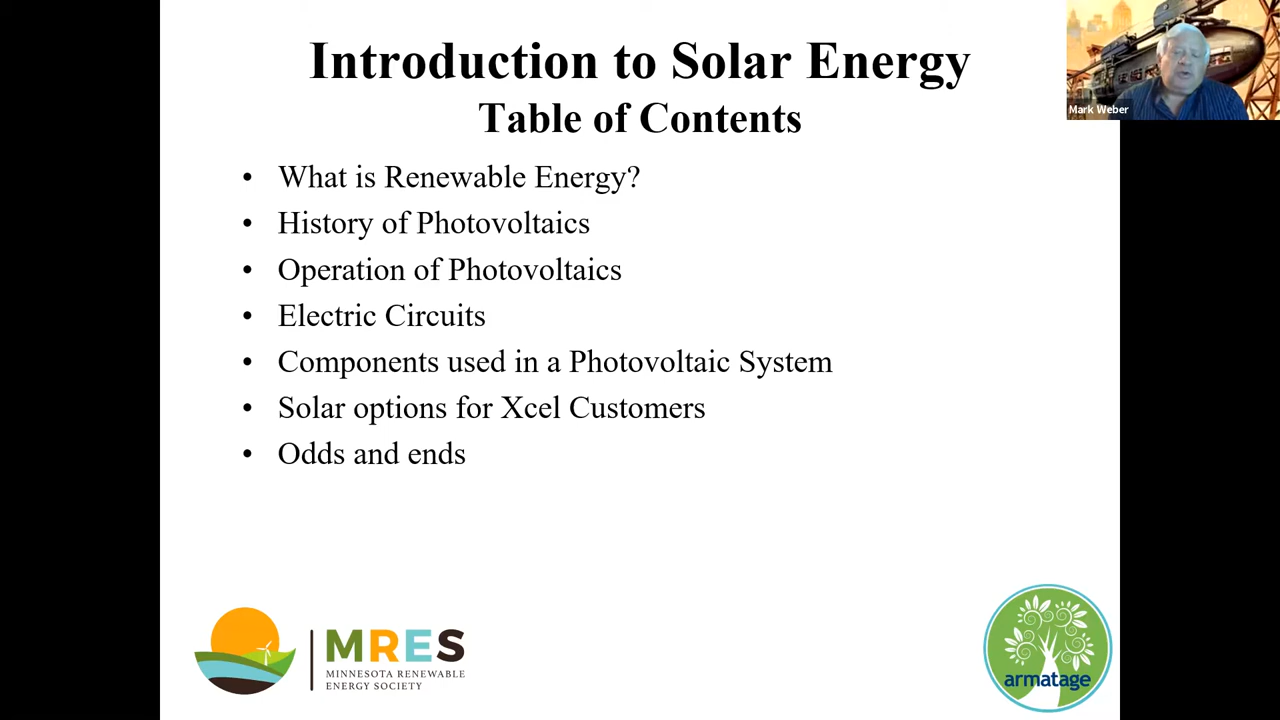 Introduction to Solar Energy
Table of Contents
Mark Weber
• What is Renewable Energy?
• History of Photovoltaics
• Operation of Photovoltaics
• Electric Circuits
• Components used in a Photovoltaic System
• Solar options for Xcel Customers
• Odds and ends
MRES
MINNESOTA RENEWABLE
ENERGY SOCIETY
armatage